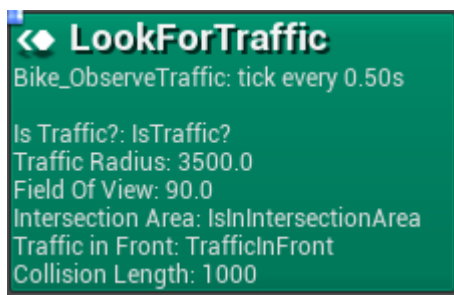 LookForTraffic
Bike_ObserveTraffic: tick every 0.50s
Is Traffic?: IsTraffic?
Traffic Radius: 3500.0
Field Of View: 90.0
Intersection Area: IsInIntersectionArea
Traffic in Front: TrafficInFront
Collision Length: 1000